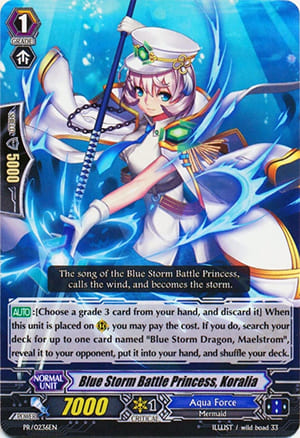 1
GRADE
SHIELD
5000
The song of the Blue Storm Battle Princess,
calls the wind, and becomes the storm.
AUTO:[Choose a grade 3 card from your hand, and discard it] When
this unit is placed on (R), you may pay the cost. If you do, search your
deck for up to one card named "Blue Storm Dragon, Maelstrom",
reveal it to your opponent, put it into your hand, and shuffle your deck.
NORMAL
UNIT
Blue Storm Battle Princess, Koralia
POWER
7000
CRITICAL
1
Aqua Force
Mermaid
PR/0236EN
ILLUST / wild boar 33